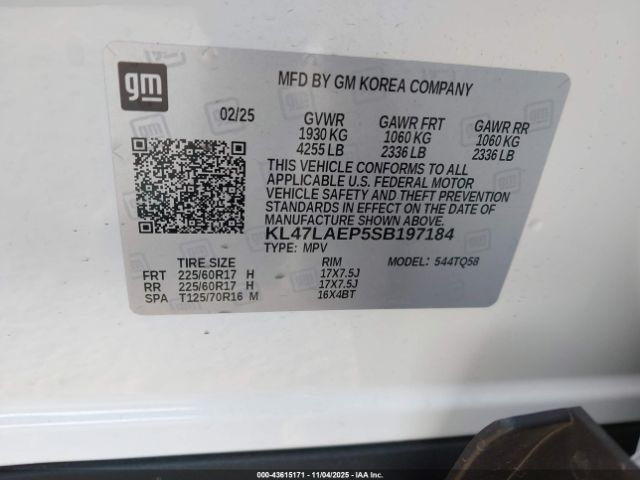 gm
MFD BY GM KOREA COMPANY
02/25 GVWR GAWR FRT GAWR RR
1930 KG 1060 KG 1060 KG
4255 LB 2336 LB 2336 LB
THIS VEHICLE CONFORMS TO ALL
APPLICABLE U.S. FEDERAL MOTOR
VEHICLE SAFETY AND THEFT PREVENTION
STANDARDS IN EFFECT ON THE DATE
OF MANUFACTURE SHOWN ABOVE.
KL47LAEP5SB197184
TYPE: MPV MODEL: 544TQ58
TIRE SIZE RIM
FRT 225/60R17 H 17X7.5J
RR 225/60R17 H 17X7.5J
SPA T125/70R16 M 16X4BT
000-43615171 11/04/2025 IAA Inc.